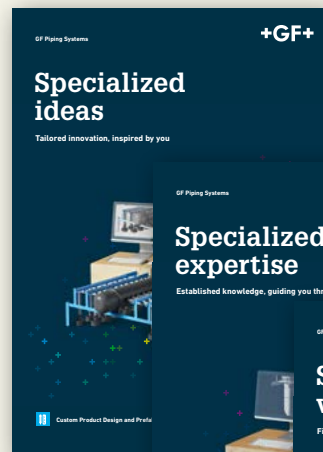 GF Piping Systems
+GF+
Specialized
ideas
Tailored innovation, inspired by you
Custom Product Design and Prefa
GF Piping Systems
Specialized
expertise
Established knowledge, guiding you thr